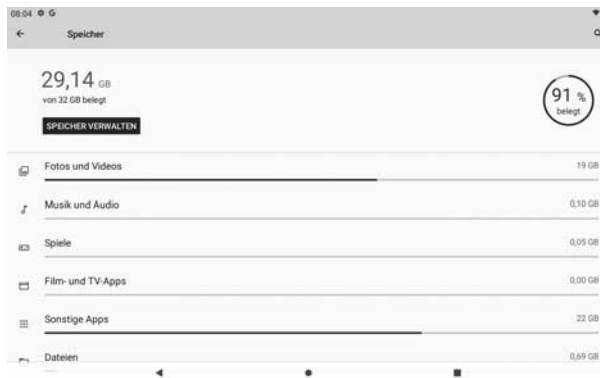 08:04 G
Speicher
29,14 GB
von 32 GB belegt
SPEICHER VERWALTEN
91 %
belegt
Fotos und Videos 19 GB
Musik und Audio 0,10 GB
Spiele 0,05 GB
Film- und TV-Apps 0,00 GB
Sonstige Apps 22 GB
Dateien 0,69 GB